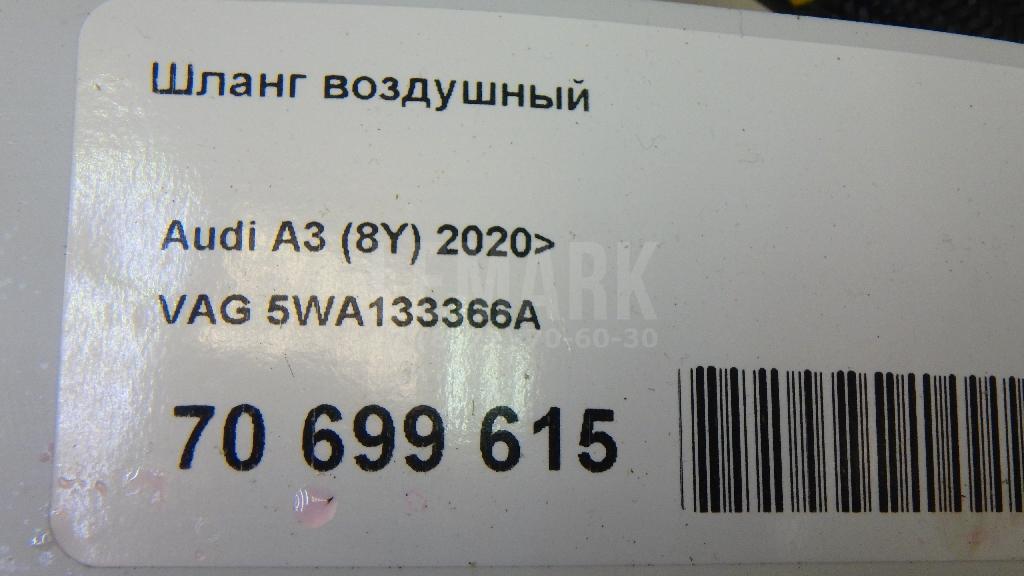 Шланг воздушный
Audi A3 (8Y) 2020>
VAG 5WA133366A
70 699 615